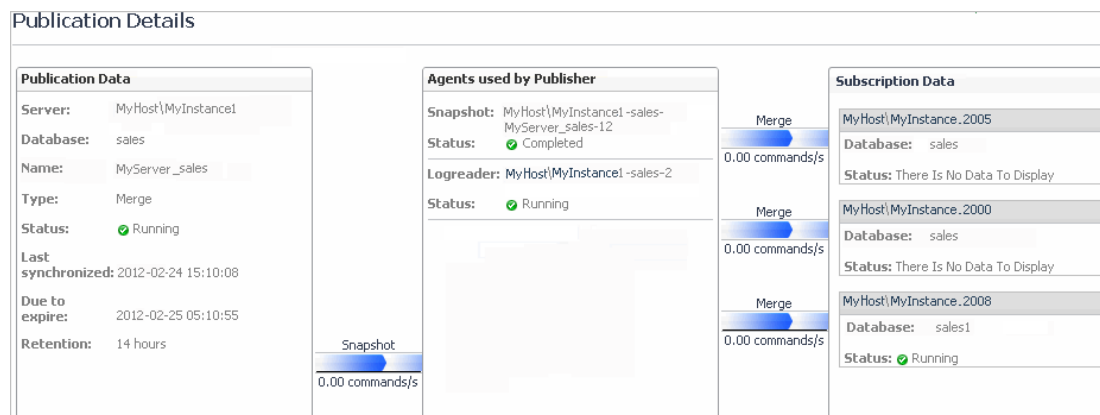 Publication Details
Publication Data
Server: MyHost\MyInstance1
Database: sales
Name: MyServer_sales
Type: Merge
Status: Running
Last
synchronized: 2012-02-24 15:10:08
Due to
expire: 2012-02-25 05:10:55
Retention: 14 hours
Snapshot
0.00 commands/s
Agents used by Publisher
Snapshot: MyHost\MyInstance1-sales-
MyServer_sales-12
Status: Completed
Logreader: MyHost\MyInstance1-sales-2
Status: Running
Merge
0.00 commands/s
Merge
0.00 commands/s
Merge
0.00 commands/s
Subscription Data
MyHost\MyInstance.2005
Database: sales
Status: There Is No Data To Display
MyHost\MyInstance.2000
Database: sales
Status: There Is No Data To Display
MyHost\MyInstance.2008
Database: sales1
Status: Running